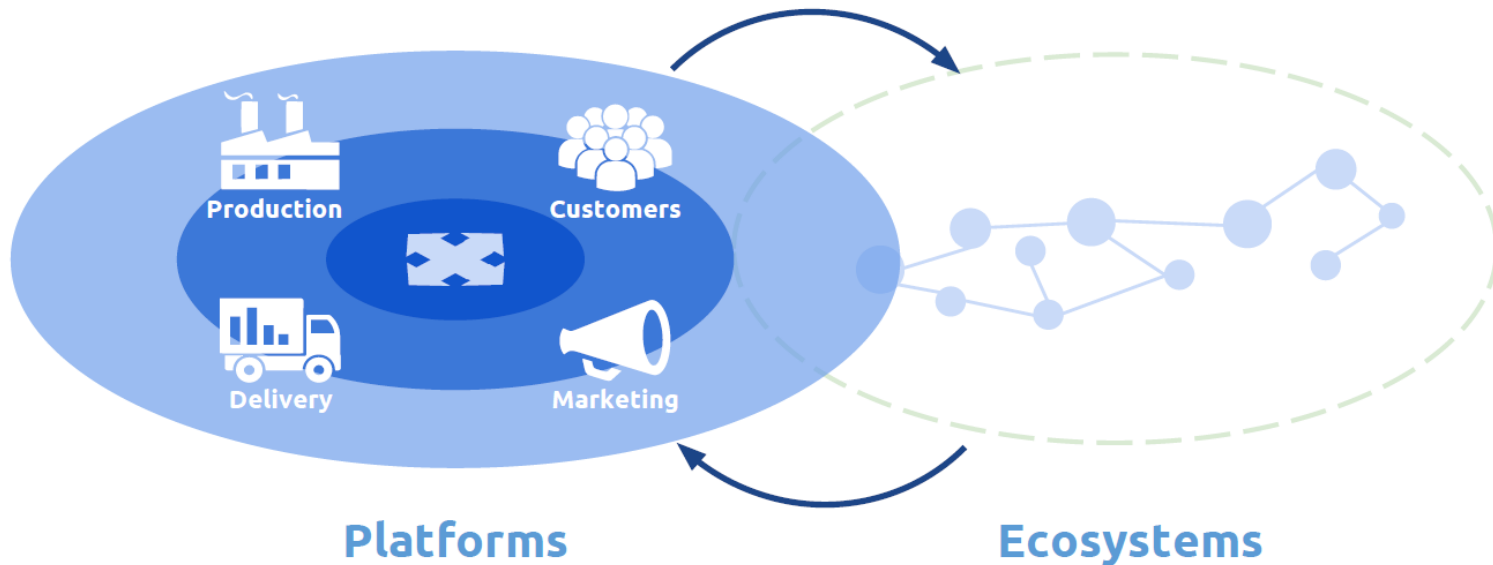 Production
Customers
Delivery
Marketing
Platforms
Ecosystems